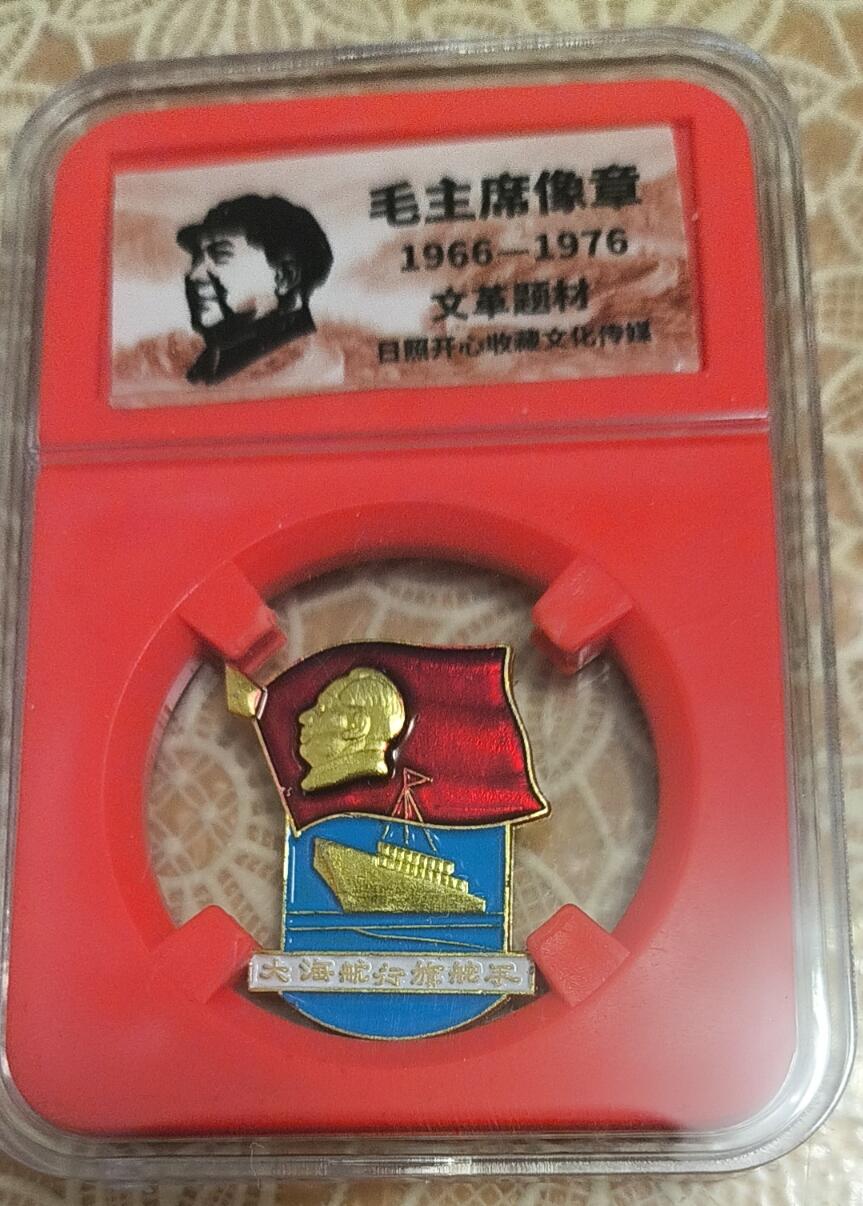 毛主席像章
1966—1976
文革题材
日照开心收藏文化传媒
大海航行靠舵手